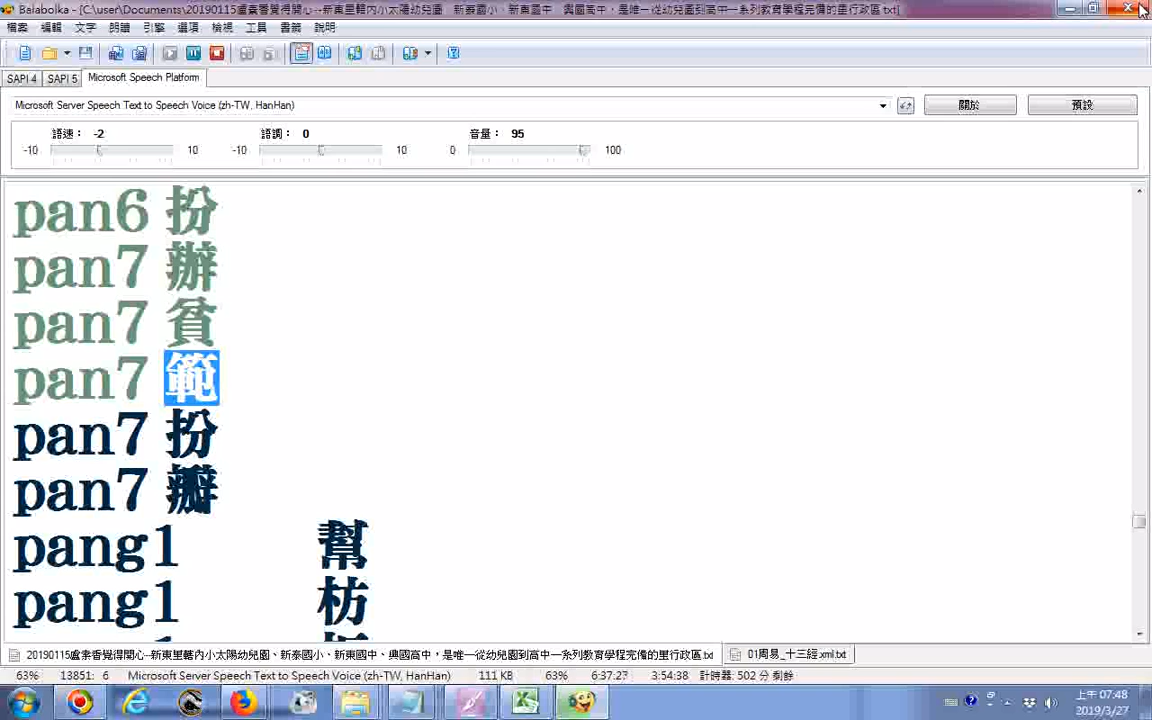 Balabolka - [C:\user\Documents\20190115盧素香覺得開心--新東里轄內小太陽幼兒園 新泰國小、新東國中 興國高中，是唯一從幼兒園到高中一系列教育學程完備的里行政區.txt]
檔案 編輯 文字 朗讀 引擎 選項 檢視 工具 書簽 說明
SAPI 4 SAPI 5 Microsoft Speech Platform
Microsoft Server Speech Text to Speech Voice (zh-TW, HanHan) 關於 預設
語速： -2 語調： 0 音量： 95
-10 10 -10 10 0 100
pan6 扮
pan7 辦
pan7 貧
pan7 範
pan7 扮
pan7 瓣
pang1 幫
pang1 枋
20190115盧素香覺得開心--新東里轄內小太陽幼兒園、新泰國小、新東國中、興國高中，是唯一從幼兒園到高中一系列教育學程完備的里行政區.txt 01周易_十三經.xml.txt
63% 13851: 6 Microsoft Server Speech Text to Speech Voice (zh-TW, HanHan) 111 KB 63% 6:37:27 3:54:38 計時器: 502 分 剩餘
上午 07:48
2019/3/27